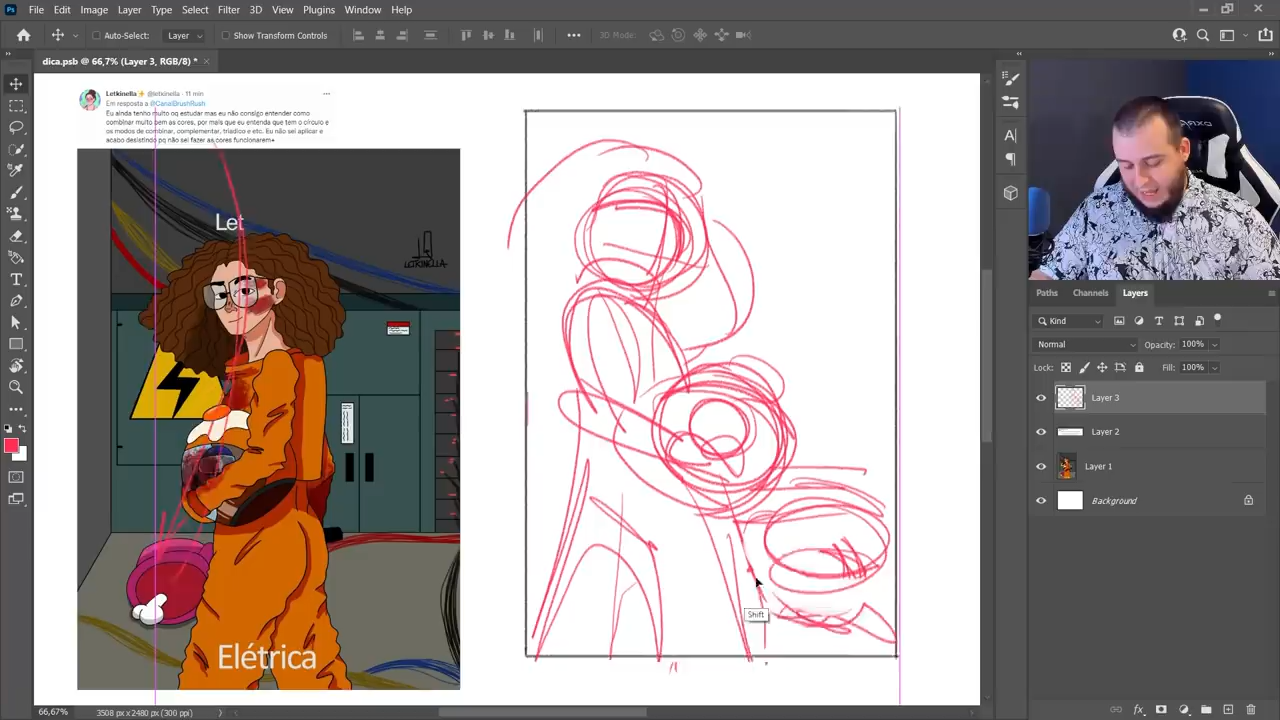 File Edit Image Layer Type Select Filter 3D View Plugins Window Help
Auto-Select: Layer Show Transform Controls 3D Mode:
dica.psb @ 66,7% (Layer 3, RGB/8) *
Letkinella @letkinella · 11 min
Em resposta a @CanalBrushRush
Eu ainda tenho muito oq estudar mas eu não consigo entender como
combinar muito bem as cores, por mais que eu entenda que tem o círculo e
os modos de combinar, complementar, triadico e etc. Eu não sei aplicar e
acabo desistindo pq não sei fazer as cores funcionarem+
Let
LETKINELLA
Elétrica
Shift
Paths Channels Layers
Kind
Normal Opacity: 100%
Lock: Fill: 100%
Layer 3
Layer 2
Layer 1
Background
66,67% 3508 px x 2480 px (300 ppi)